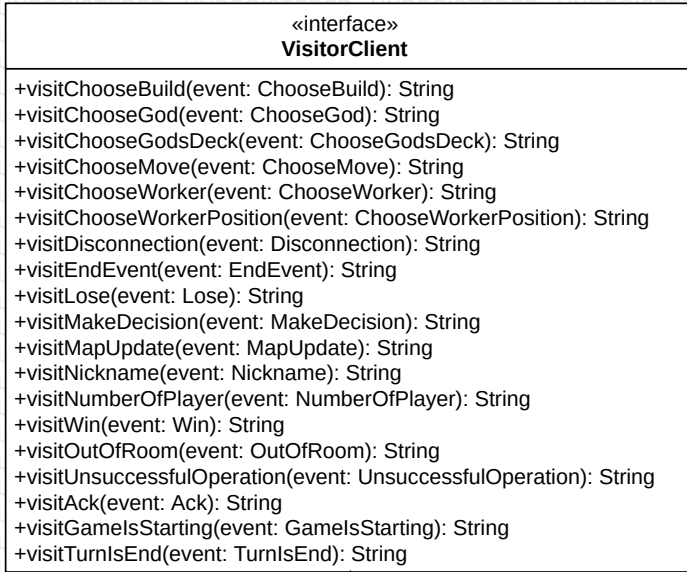 «interface»
VisitorClient
+visitChooseBuild(event: ChooseBuild): String
+visitChooseGod(event: ChooseGod): String
+visitChooseGodsDeck(event: ChooseGodsDeck): String
+visitChooseMove(event: ChooseMove): String
+visitChooseWorker(event: ChooseWorker): String
+visitChooseWorkerPosition(event: ChooseWorkerPosition): String
+visitDisconnection(event: Disconnection): String
+visitEndEvent(event: EndEvent): String
+visitLose(event: Lose): String
+visitMakeDecision(event: MakeDecision): String
+visitMapUpdate(event: MapUpdate): String
+visitNickname(event: Nickname): String
+visitNumberOfPlayer(event: NumberOfPlayer): String
+visitWin(event: Win): String
+visitOutOfRoom(event: OutOfRoom): String
+visitUnsuccessfulOperation(event: UnsuccessfulOperation): String
+visitAck(event: Ack): String
+visitGameIsStarting(event: GameIsStarting): String
+visitTurnIsEnd(event: TurnIsEnd): String